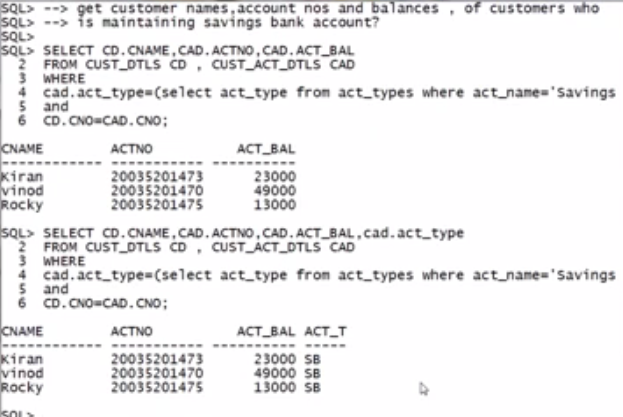 SQL> --> get customer names,account nos and balances , of customers who
SQL> --> is maintaining savings bank account?
SQL>
SQL> SELECT CD.CNAME,CAD.ACTNO,CAD.ACT_BAL
2 FROM CUST_DTLS CD , CUST_ACT_DTLS CAD
3 WHERE
4 cad.act_type=(select act_type from act_types where act_name='Savings
5 and
6 CD.CNO=CAD.CNO;
CNAME ACTNO ACT_BAL
------------ ------------ ----------
Kiran 20035201473 23000
vinod 20035201470 49000
Rocky 20035201475 13000
SQL> SELECT CD.CNAME,CAD.ACTNO,CAD.ACT_BAL,cad.act_type
2 FROM CUST_DTLS CD , CUST_ACT_DTLS CAD
3 WHERE
4 cad.act_type=(select act_type from act_types where act_name='Savings
5 and
6 CD.CNO=CAD.CNO;
CNAME ACTNO ACT_BAL ACT_T
------------ ------------ ---------- -----
Kiran 20035201473 23000 SB
vinod 20035201470 49000 SB
Rocky 20035201475 13000 SB
SQL>